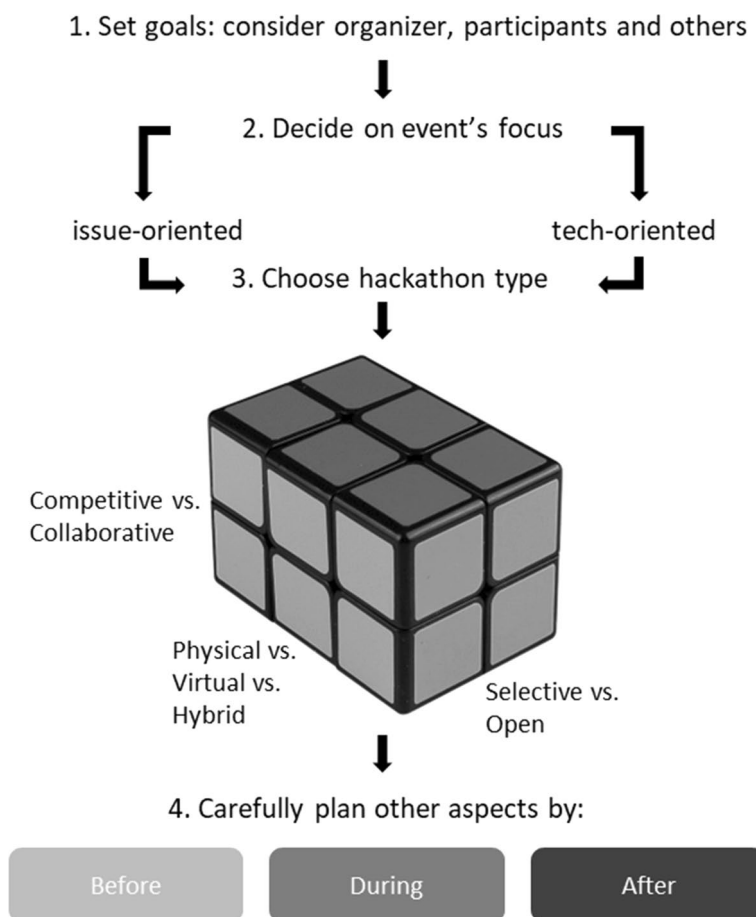 1. Set goals: consider organizer, participants and others
2. Decide on event's focus
issue-oriented
tech-oriented
3. Choose hackathon type
Competitive vs.
Collaborative
Physical vs.
Virtual vs.
Hybrid
Selective vs.
Open
4. Carefully plan other aspects by:
Before
During
After